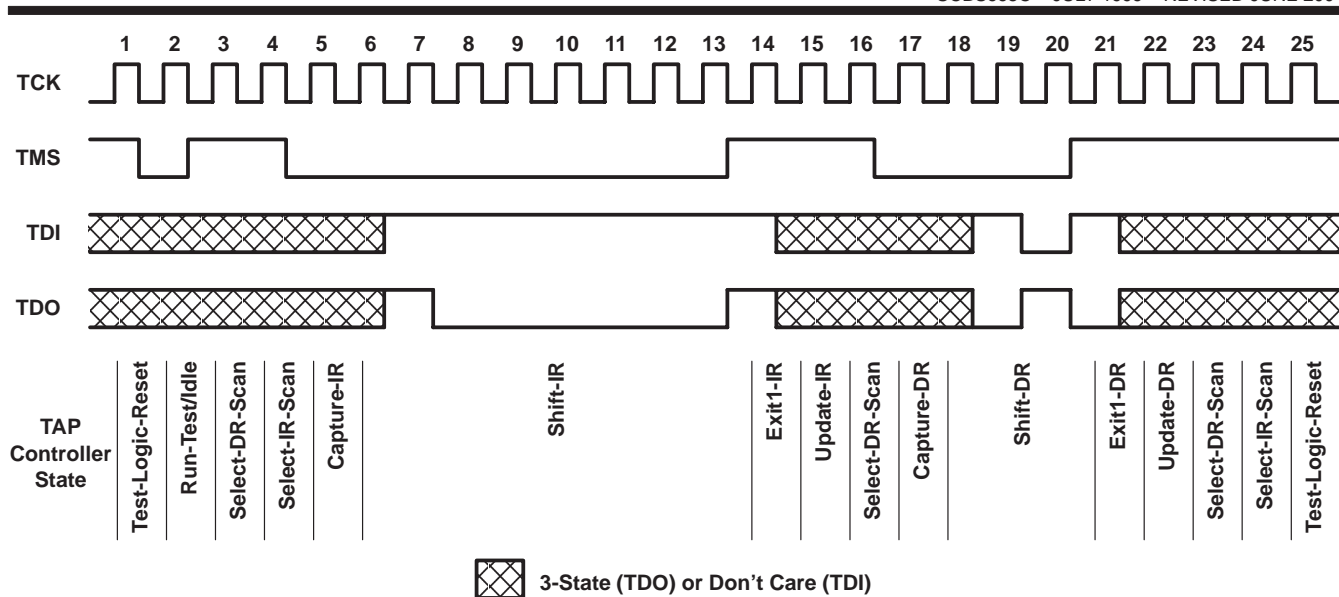 1 2 3 4 5 6 7 8 9 10 11 12 13 14 15 16 17 18 19 20 21 22 23 24 25
TCK
TMS
TDI
TDO
TAP
Controller
State
Test-Logic-Reset
Run-Test/Idle
Select-DR-Scan
Select-IR-Scan
Capture-IR
Shift-IR
Exit1-IR
Update-IR
Select-DR-Scan
Capture-DR
Shift-DR
Exit1-DR
Update-DR
Select-DR-Scan
Select-IR-Scan
Test-Logic-Reset
3-State (TDO) or Don't Care (TDI)